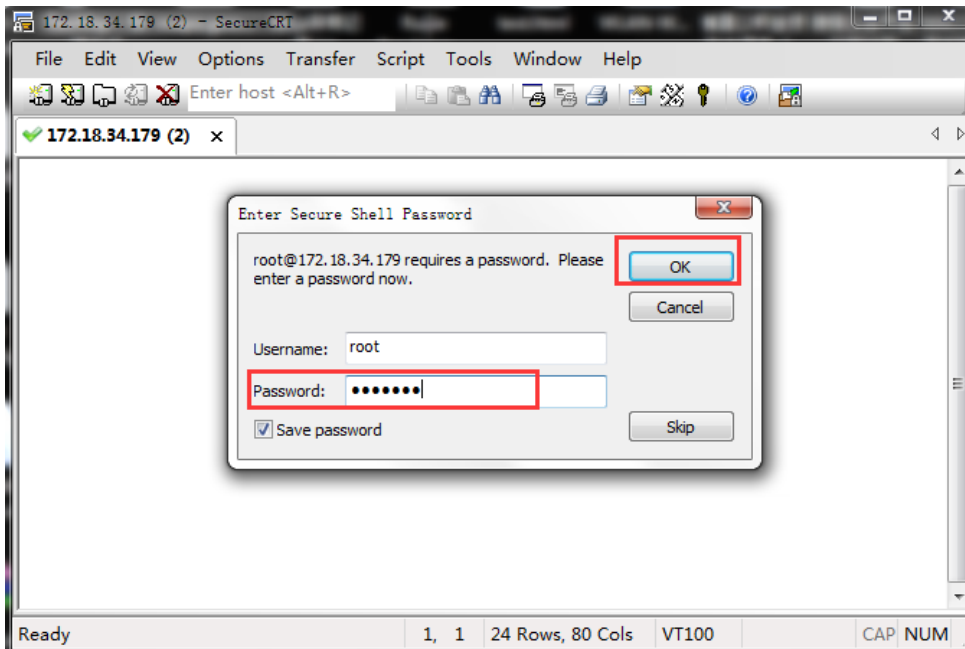 172.18.34.179 (2) - SecureCRT
File Edit View Options Transfer Script Tools Window Help
Enter host <Alt+R>
172.18.34.179 (2)
Enter Secure Shell Password
root@172.18.34.179 requires a password. Please
enter a password now.
OK
Cancel
Username: root
Password: •••••••
Save password
Skip
Ready 1, 1 24 Rows, 80 Cols VT100 CAP NUM